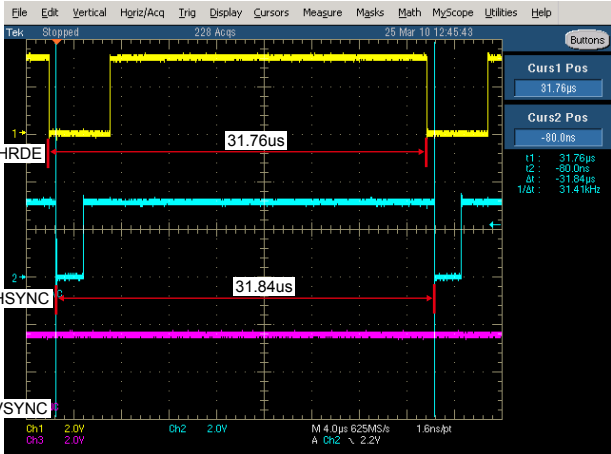 File Edit Vertical Horiz/Acq Trig Display Cursors Measure Masks Math MyScope Utilities Help
Tek Stopped 228 Acqs 25 Mar 10 12:45:43
Buttons
Curs1 Pos
31.76µs
Curs2 Pos
-80.0ns
t1 : 31.76µs
t2 : -80.0ns
Δt : -31.84µs
1/Δt : 31.41kHz
1
31.76us
HRDE
2
31.84us
HSYNC
VSYNC
Ch1 2.0V Ch2 2.0V M 4.0µs 625MS/s 1.6ns/pt
Ch3 2.0V A Ch2 \ 2.2V